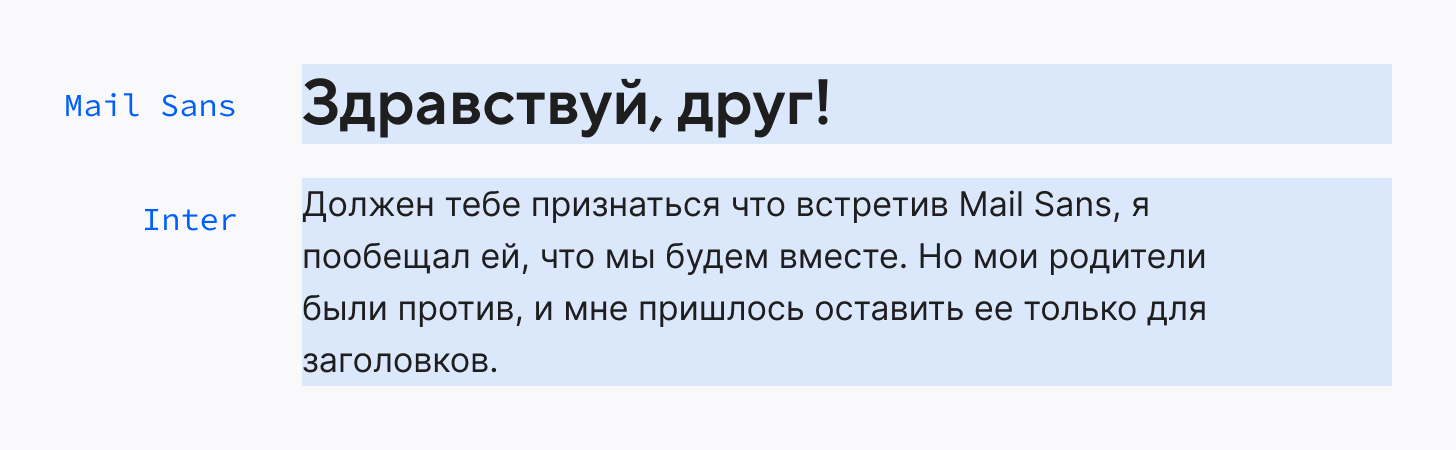 Mail Sans
Здравствуй, друг!
Inter
Должен тебе признаться что встретив Mail Sans, я
пообещал ей, что мы будем вместе. Но мои родители
были против, и мне пришлось оставить ее только для
заголовков.